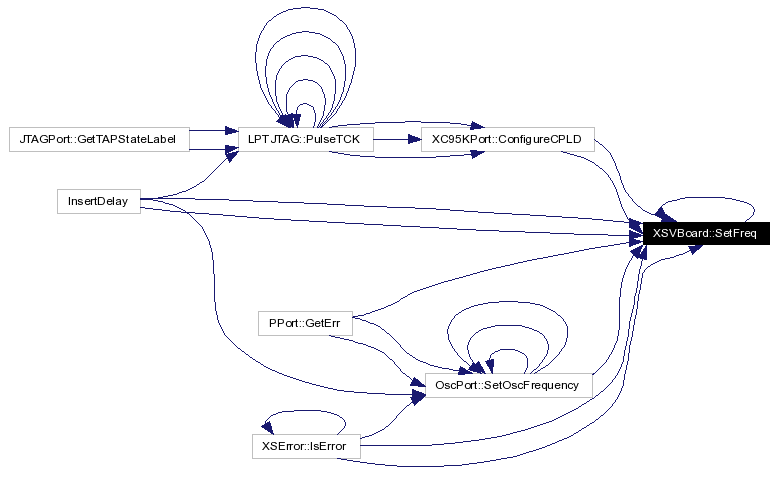 JTAGPort::GetTAPStateLabel
LPTJTAG::PulseTCK
XC95KPort::ConfigureCPLD
InsertDelay
XSVBoard::SetFreq
PPort::GetErr
OscPort::SetOscFrequency
XSError::IsError